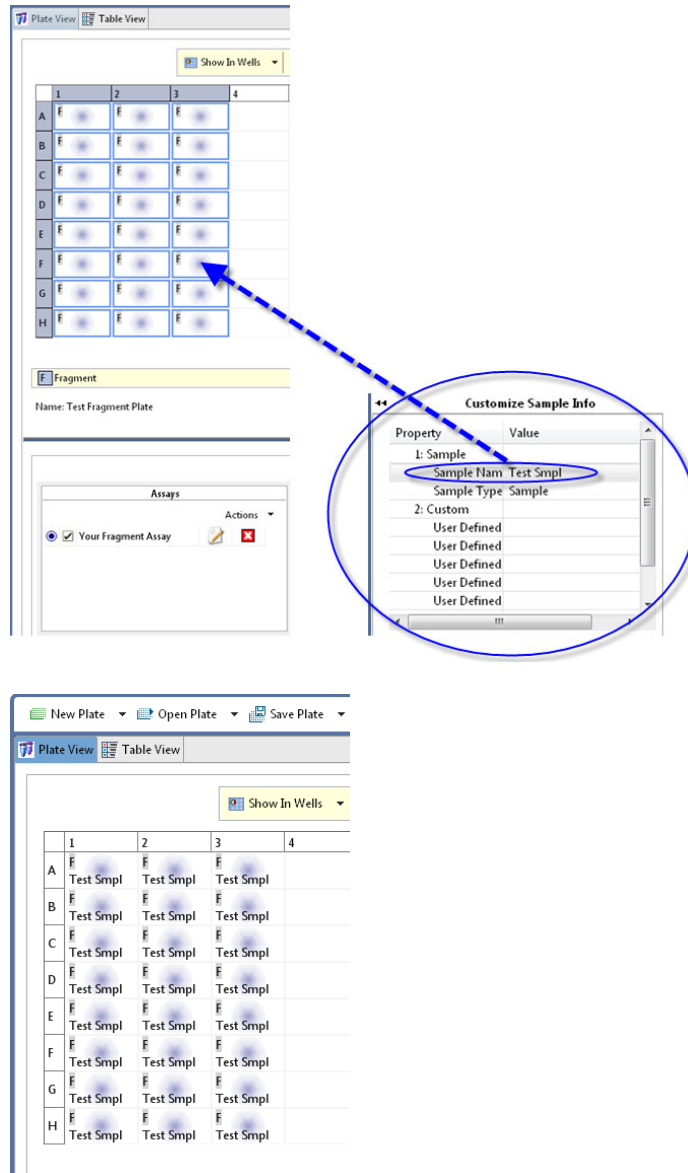 Plate View Table View
Show In Wells
1 2 3 4
A F F F
B F F F
C F F F
D F F F
E F F F
F F F F
G F F F
H F F F
F Fragment
Name: Test Fragment Plate
Assays
Actions
Your Fragment Assay
Customize Sample Info
Property Value
1: Sample
Sample Nam Test Smpl
Sample Type Sample
2: Custom
User Defined
User Defined
User Defined
User Defined
User Defined
New Plate Open Plate Save Plate
Plate View Table View
Show In Wells
1 2 3 4
A F F F
Test Smpl Test Smpl Test Smpl
B F F F
Test Smpl Test Smpl Test Smpl
C F F F
Test Smpl Test Smpl Test Smpl
D F F F
Test Smpl Test Smpl Test Smpl
E F F F
Test Smpl Test Smpl Test Smpl
F F F F
Test Smpl Test Smpl Test Smpl
G F F F
Test Smpl Test Smpl Test Smpl
H F F F
Test Smpl Test Smpl Test Smpl